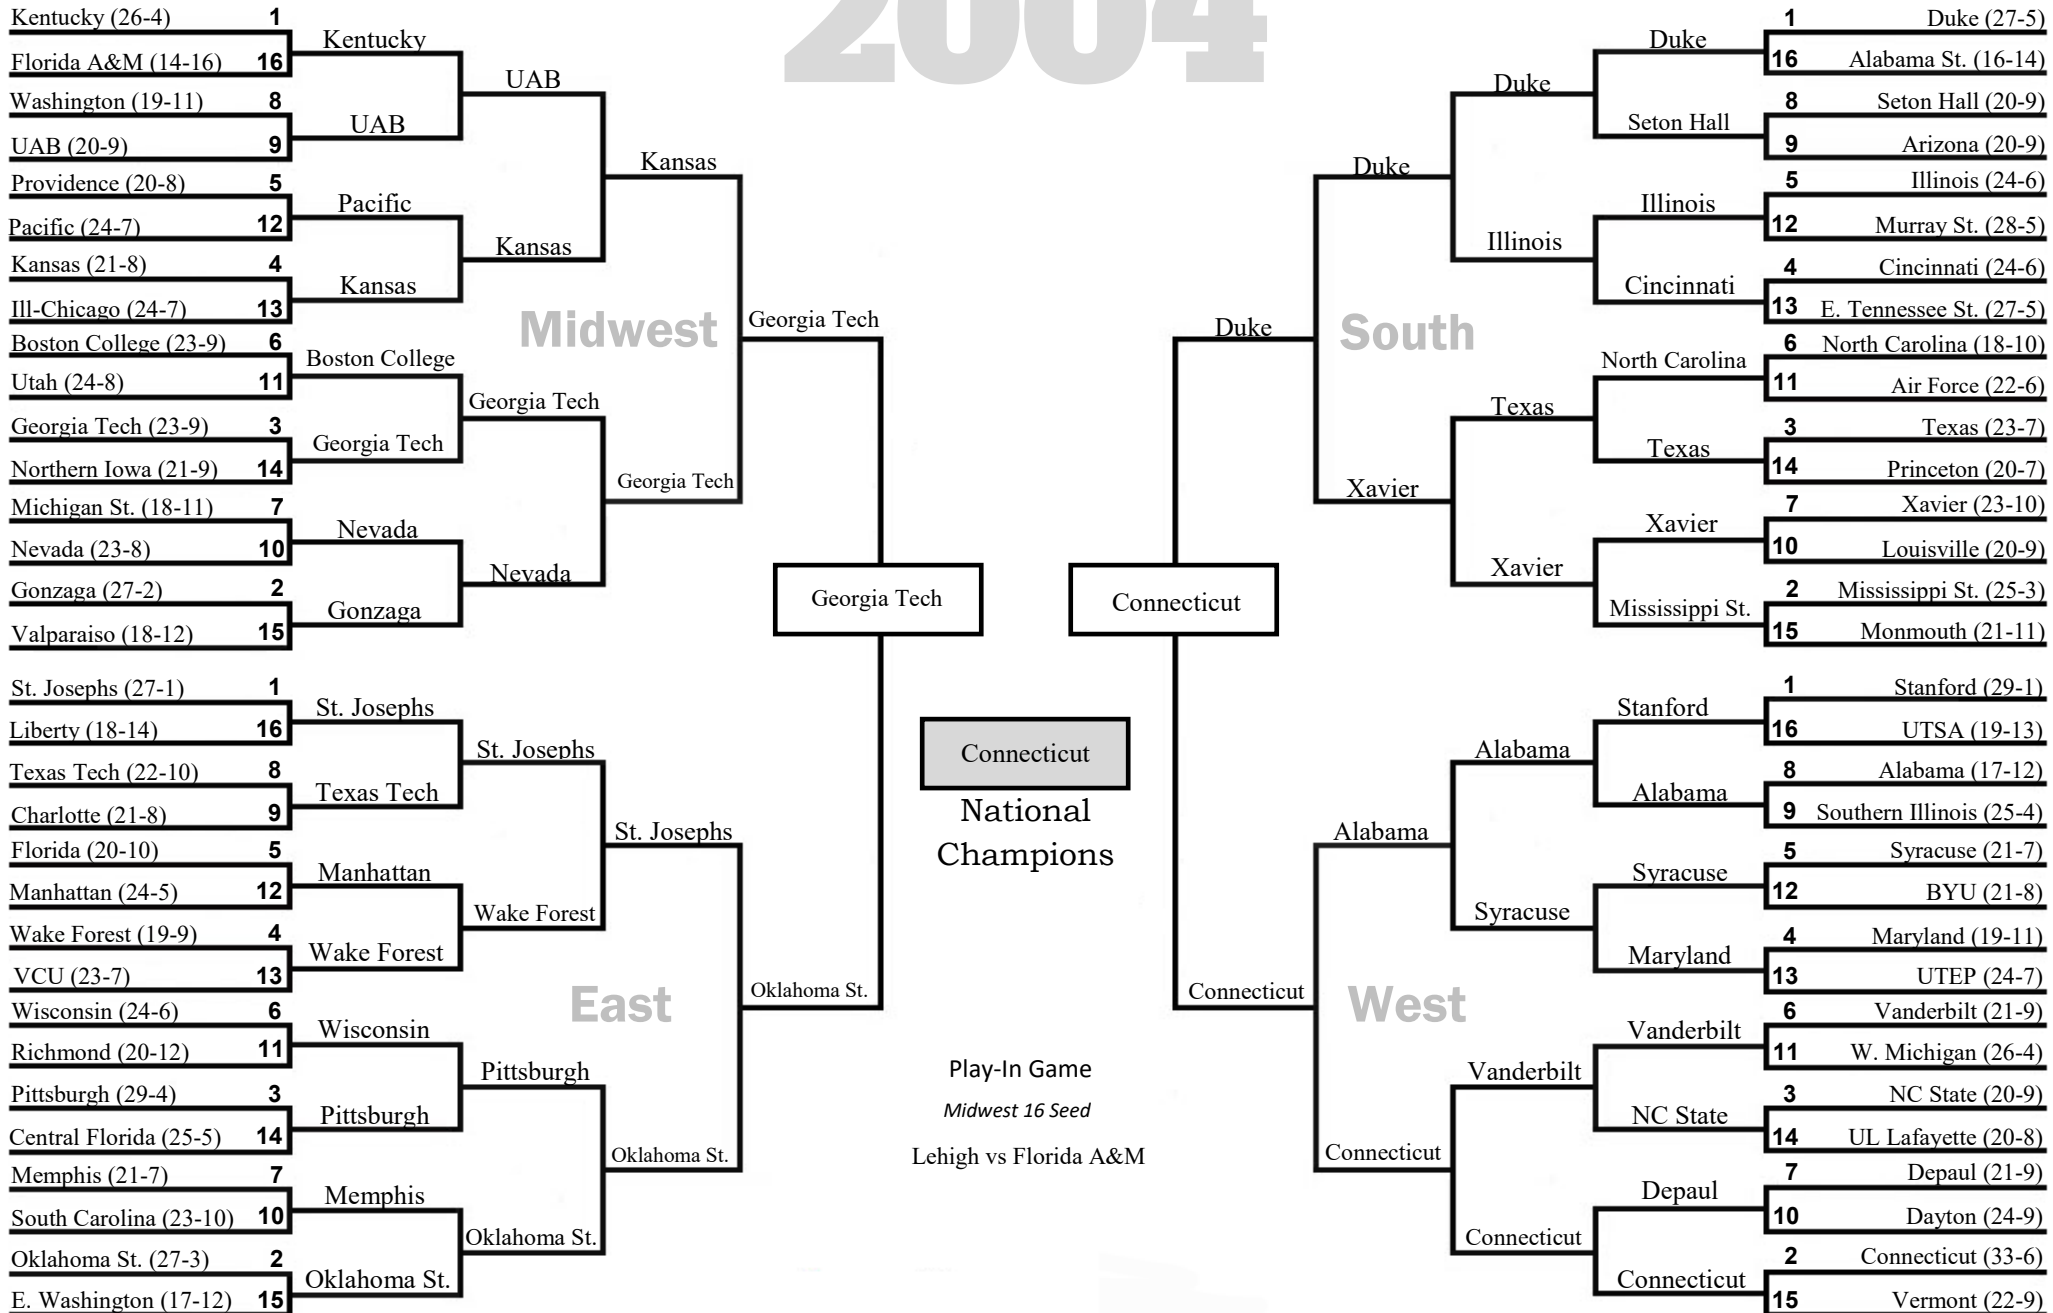 2004
Kentucky (26-4) 1
Florida A&M (14-16) 16
Washington (19-11) 8
UAB (20-9) 9
Providence (20-8) 5
Pacific (24-7) 12
Kansas (21-8) 4
Ill-Chicago (24-7) 13
Boston College (23-9) 6
Utah (24-8) 11
Georgia Tech (23-9) 3
Northern Iowa (21-9) 14
Michigan St. (18-11) 7
Nevada (23-8) 10
Gonzaga (27-2) 2
Valparaiso (18-12) 15
Kentucky
UAB
Pacific
Kansas
Boston College
Georgia Tech
Nevada
Gonzaga
UAB
Kansas
Georgia Tech
Nevada
Kansas
Georgia Tech
Midwest
Georgia Tech
St. Josephs (27-1) 1
Liberty (18-14) 16
Texas Tech (22-10) 8
Charlotte (21-8) 9
Florida (20-10) 5
Manhattan (24-5) 12
Wake Forest (19-9) 4
VCU (23-7) 13
Wisconsin (24-6) 6
Richmond (20-12) 11
Pittsburgh (29-4) 3
Central Florida (25-5) 14
Memphis (21-7) 7
South Carolina (23-10) 10
Oklahoma St. (27-3) 2
E. Washington (17-12) 15
St. Josephs
Texas Tech
Manhattan
Wake Forest
Wisconsin
Pittsburgh
Memphis
Oklahoma St.
St. Josephs
Wake Forest
Pittsburgh
Oklahoma St.
St. Josephs
Oklahoma St.
East
Oklahoma St.
Georgia Tech
Connecticut
Connecticut
National
Champions
Play-In Game
Midwest 16 Seed
Lehigh vs Florida A&M
Duke
South
Duke
Xavier
Duke
Illinois
Texas
Xavier
Duke
Seton Hall
Illinois
Cincinnati
North Carolina
Texas
Xavier
Mississippi St.
1 Duke (27-5)
16 Alabama St. (16-14)
8 Seton Hall (20-9)
9 Arizona (20-9)
5 Illinois (24-6)
12 Murray St. (28-5)
4 Cincinnati (24-6)
13 E. Tennessee St. (27-5)
6 North Carolina (18-10)
11 Air Force (22-6)
3 Texas (23-7)
14 Princeton (20-7)
7 Xavier (23-10)
10 Louisville (20-9)
2 Mississippi St. (25-3)
15 Monmouth (21-11)
Connecticut
West
Alabama
Connecticut
Alabama
Syracuse
Vanderbilt
Connecticut
Stanford
Alabama
Syracuse
Maryland
Vanderbilt
NC State
Depaul
Connecticut
1 Stanford (29-1)
16 UTSA (19-13)
8 Alabama (17-12)
9 Southern Illinois (25-4)
5 Syracuse (21-7)
12 BYU (21-8)
4 Maryland (19-11)
13 UTEP (24-7)
6 Vanderbilt (21-9)
11 W. Michigan (26-4)
3 NC State (20-9)
14 UL Lafayette (20-8)
7 Depaul (21-9)
10 Dayton (24-9)
2 Connecticut (33-6)
15 Vermont (22-9)